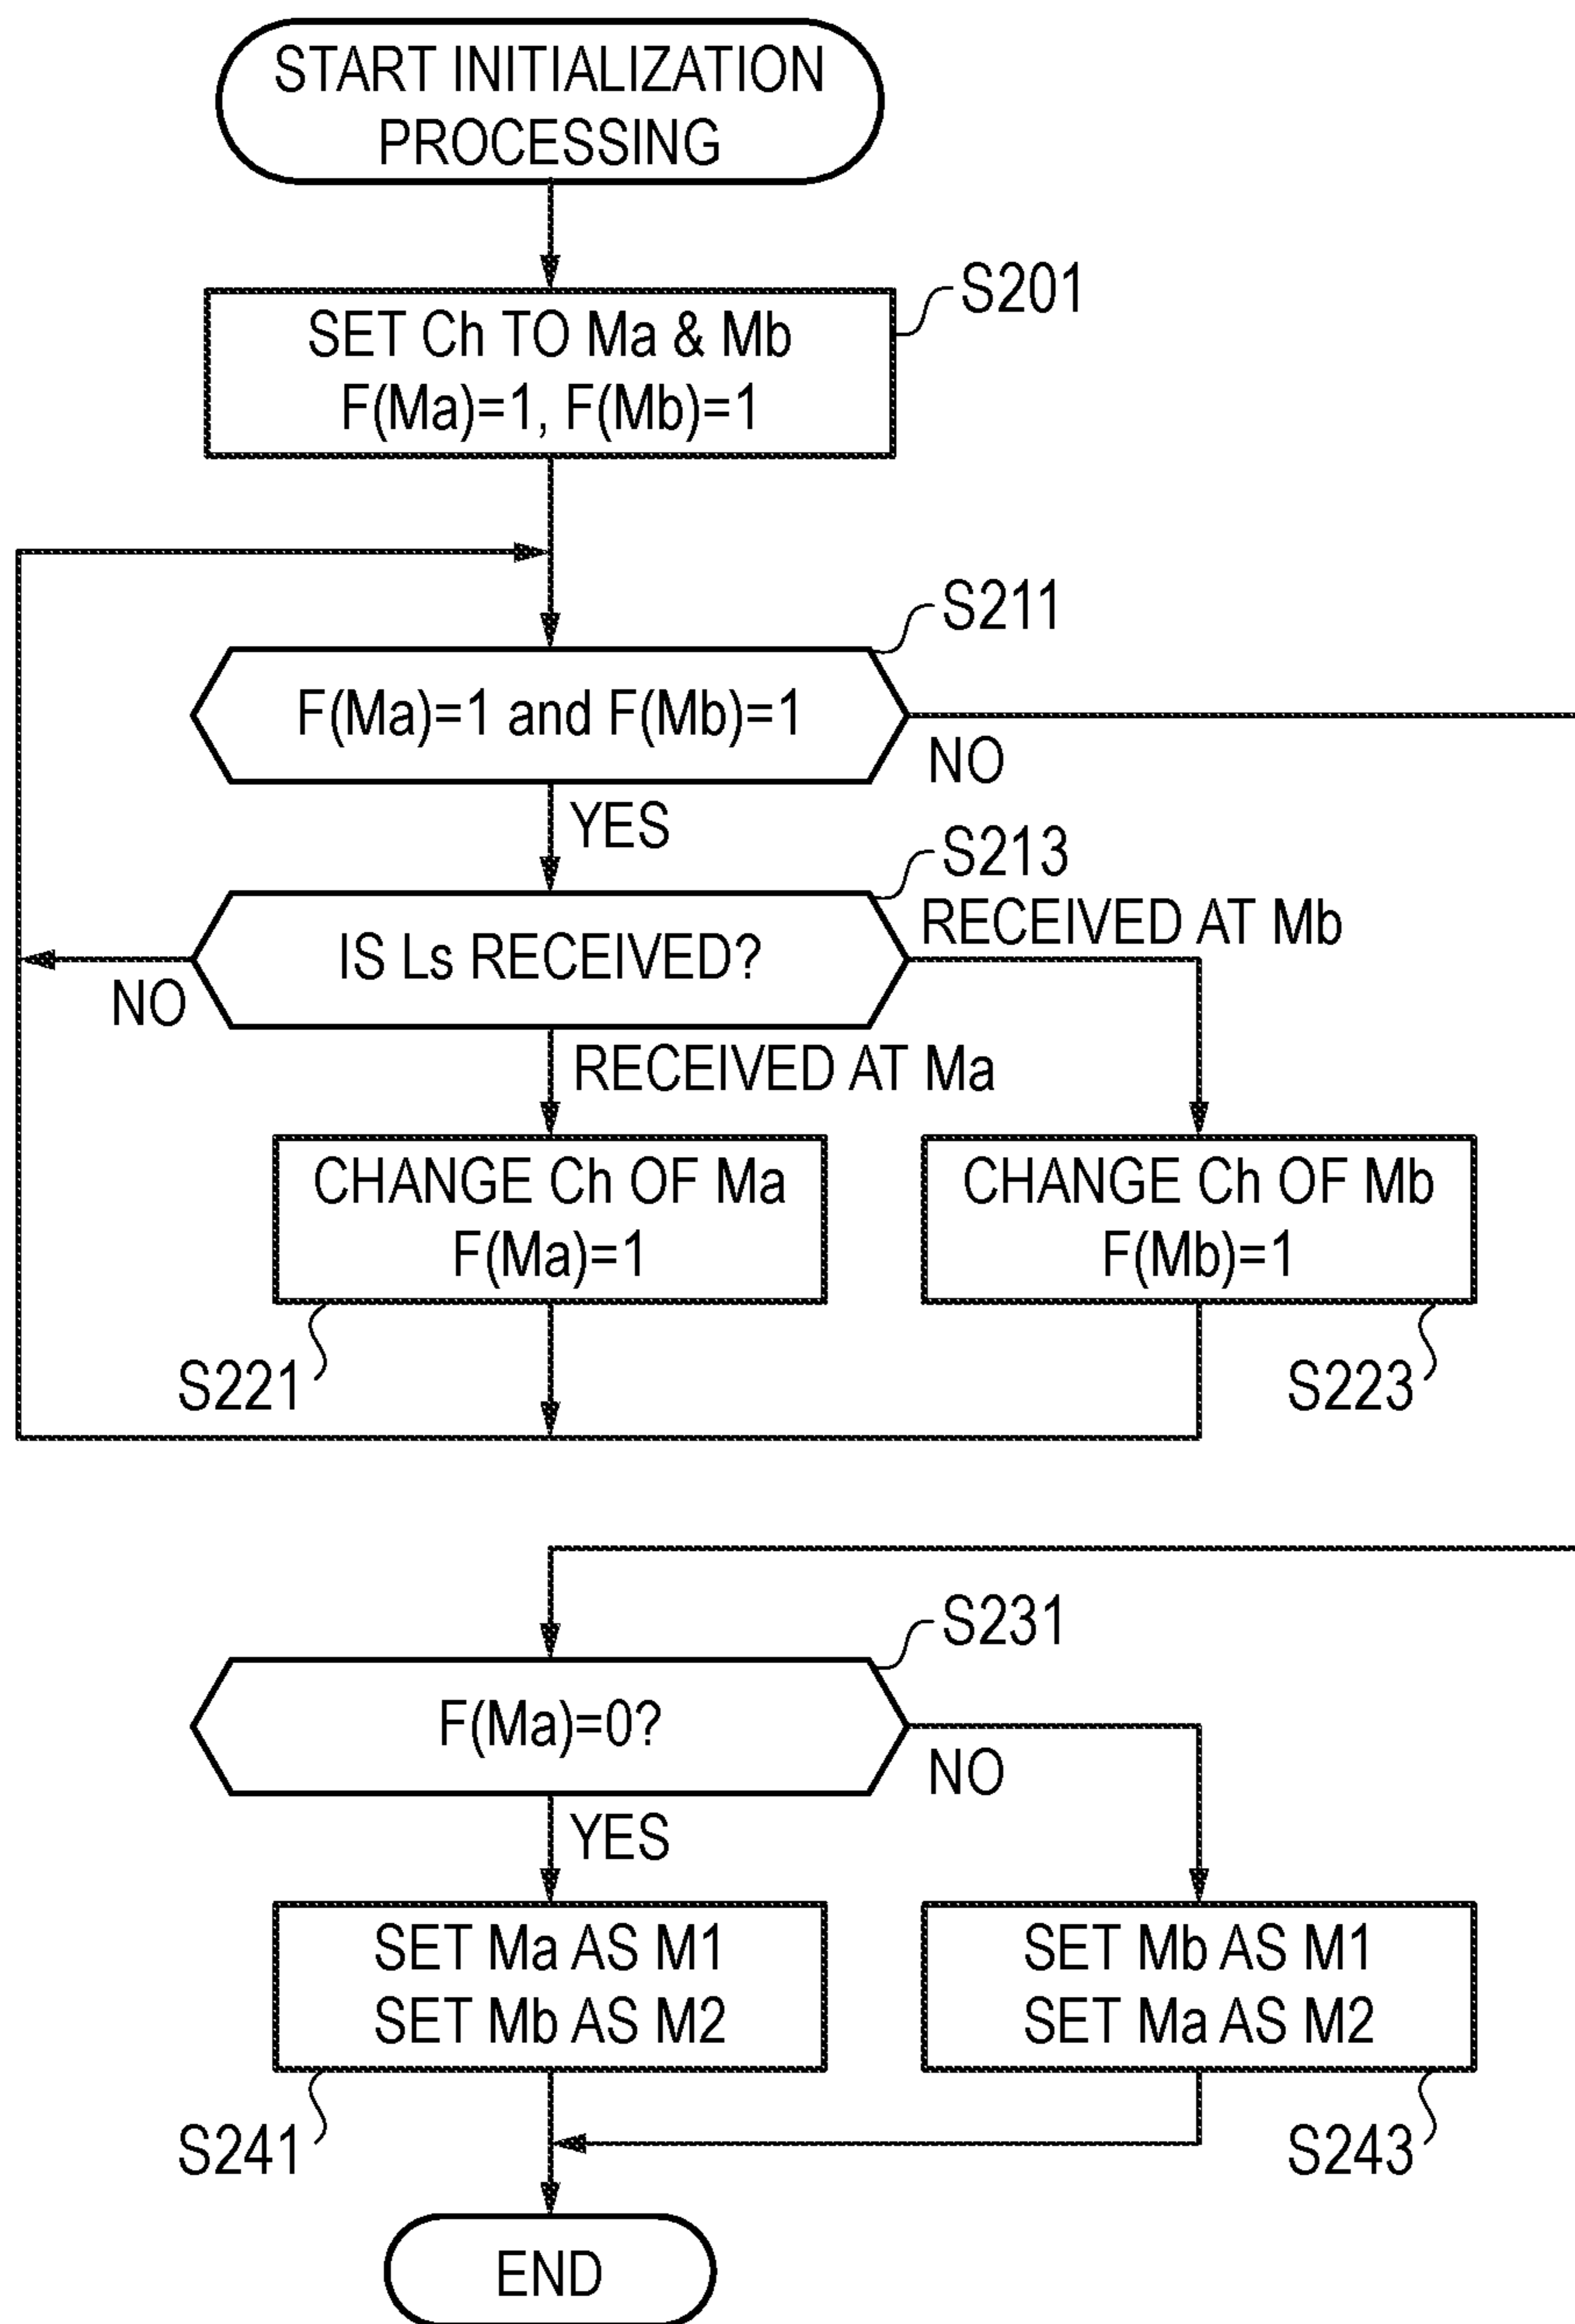 START INITIALIZATION
PROCESSING
S201
SET Ch TO Ma & Mb
F(Ma)=1, F(Mb)=1
S211
F(Ma)=1 and F(Mb)=1
NO
YES
S213
RECEIVED AT Mb
IS Ls RECEIVED?
NO
RECEIVED AT Ma
CHANGE Ch OF Ma
F(Ma)=1
CHANGE Ch OF Mb
F(Mb)=1
S221
S223
S231
F(Ma)=0?
NO
YES
SET Ma AS M1
SET Mb AS M2
SET Mb AS M1
SET Ma AS M2
S241
S243
END